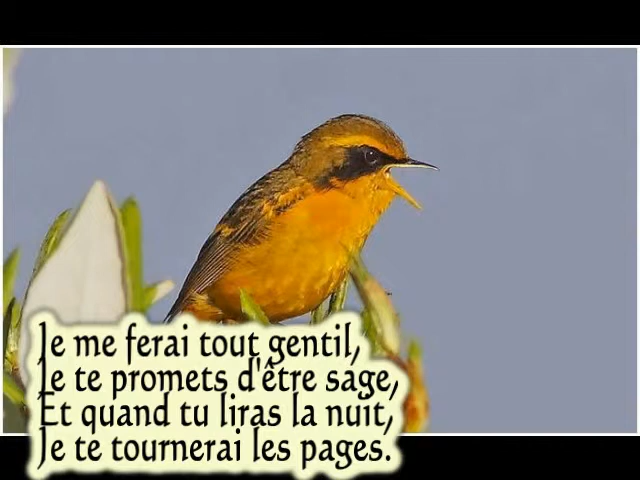 Je me ferai tout gentil,
Je te promets d'être sage,
Et quand tu liras la nuit,
Je te tournerai les pages.